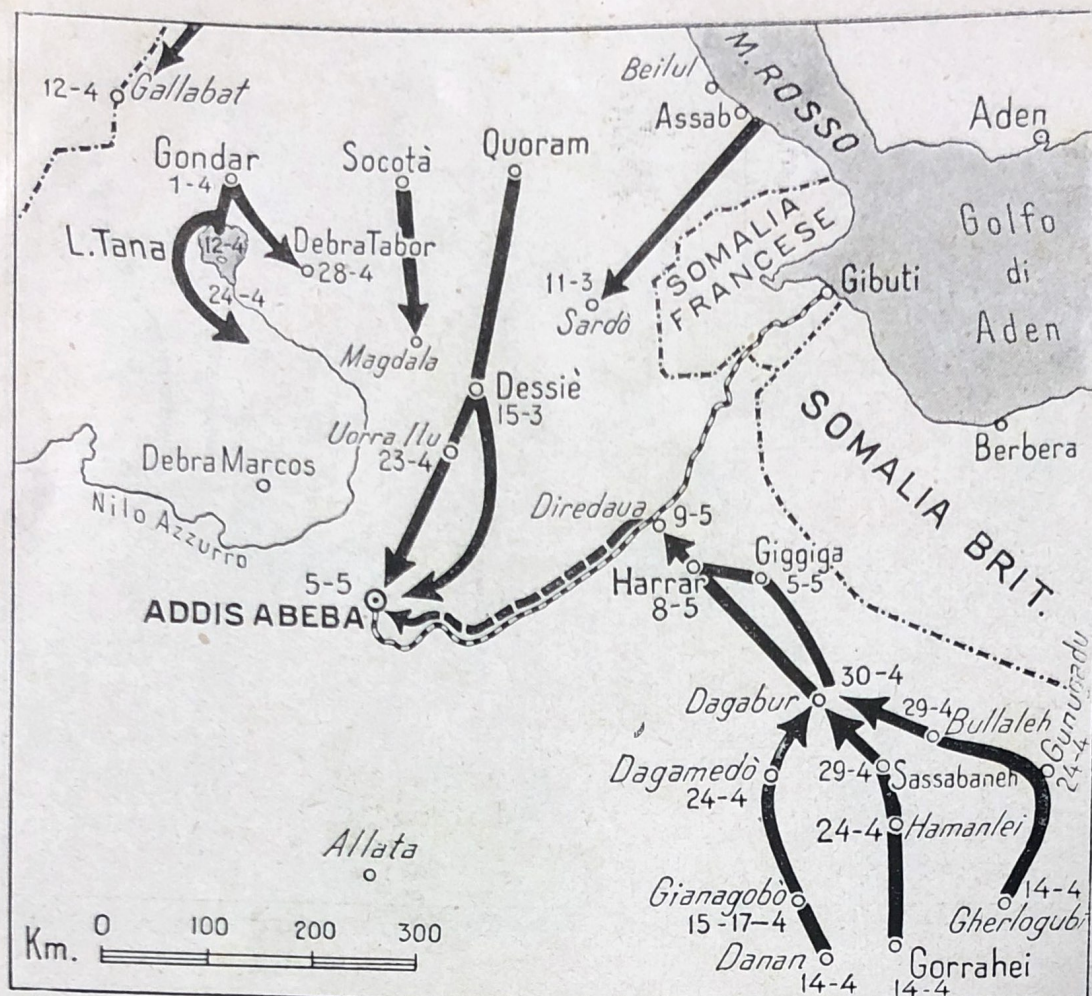 M. ROSSO
Beilul
Assab
Aden
12-4
Gallabat
Gondar
1-4
Socotà
Quoram
L. Tana
12-4
Debra Tabor
28-4
24-4
SOMALIA
FRANCESE
Golfo
di
Aden
11-3
Sardò
Gibuti
Magdala
Dessiè
15-3
Uorra Ilu
23-4
SOMALIA BRIT.
Berbera
Debra Marcos
Nilo Azzurro
Diredaua
9-5
5-5
ADDIS ABEBA
Harrar
8-5
Giggiga
5-5
Dagabur
30-4
29-4
Bullaleh
24-4
Dagamedò
24-4
29-4
Sassabaneh
24-4
Hamanlei
Allata
Gianagobò
15-17-4
14-4
Gherlogubi
Danan
14-4
Gorrahei
14-4
Km.
0 100 200 300